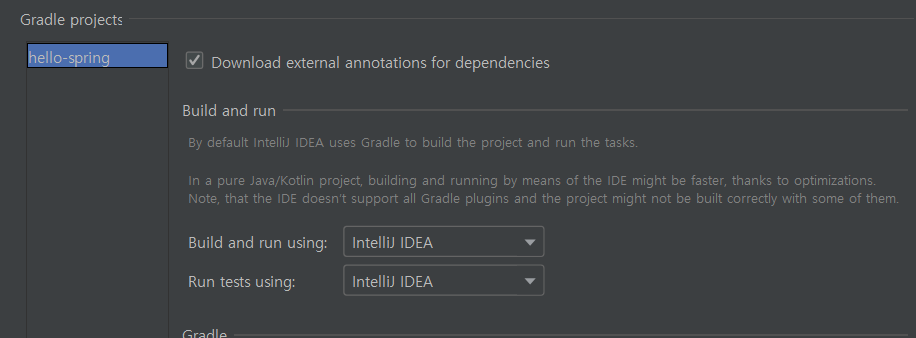 Gradle projects
hello-spring
Download external annotations for dependencies
Build and run
By default IntelliJ IDEA uses Gradle to build the project and run the tasks.
In a pure Java/Kotlin project, building and running by means of the IDE might be faster, thanks to optimizations.
Note, that the IDE doesn't support all Gradle plugins and the project might not be built correctly with some of them.
Build and run using: IntelliJ IDEA
Run tests using: IntelliJ IDEA
Gradle